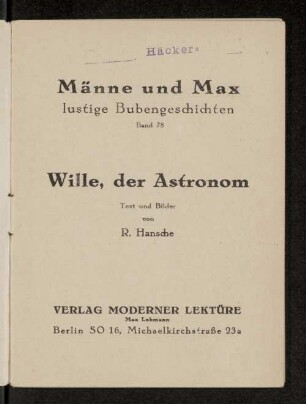 Häcker.
Männe und Max
lustige Bubengeschichten
Band 78
Wille, der Astronom
Text und Bilder
von
R. Hansche
VERLAG MODERNER LEKTÜRE
Max Lehmann
Berlin SO 16, Michaelkirchstraße 23a